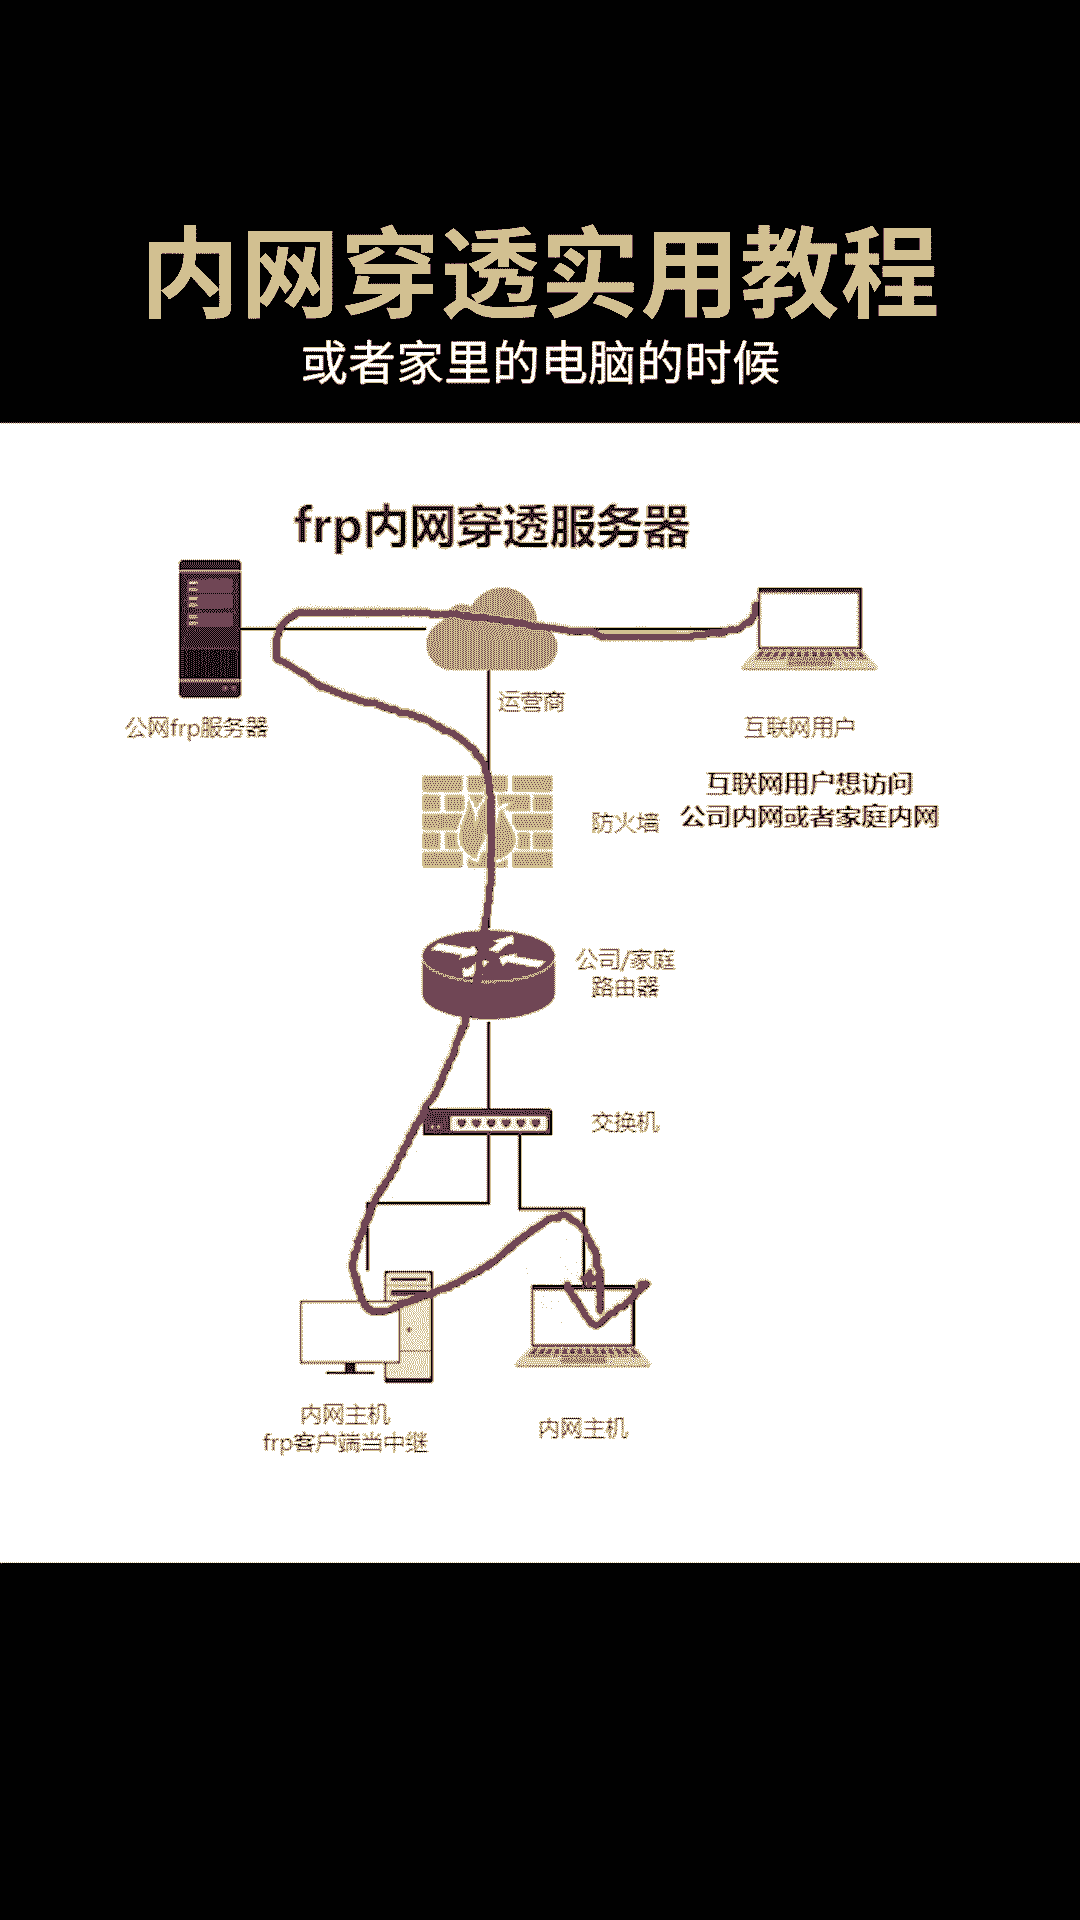 内网穿透实用教程
或者家里的电脑的时候
frp内网穿透服务器
运营商
公网frp服务器
互联网用户
互联网用户想访问
公司内网或者家庭内网
防火墙
公司/家庭
路由器
交换机
内网主机
frp客户端当中继
内网主机